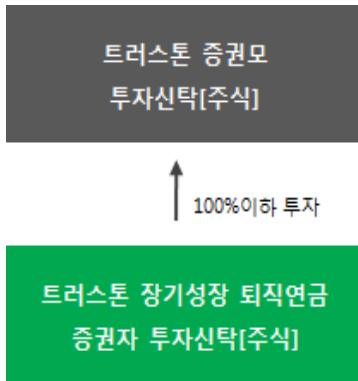 트러스톤 증권모
투자신탁[주식]
100%이하 투자
트러스톤 장기성장 퇴직연금
증권자 투자신탁[주식]